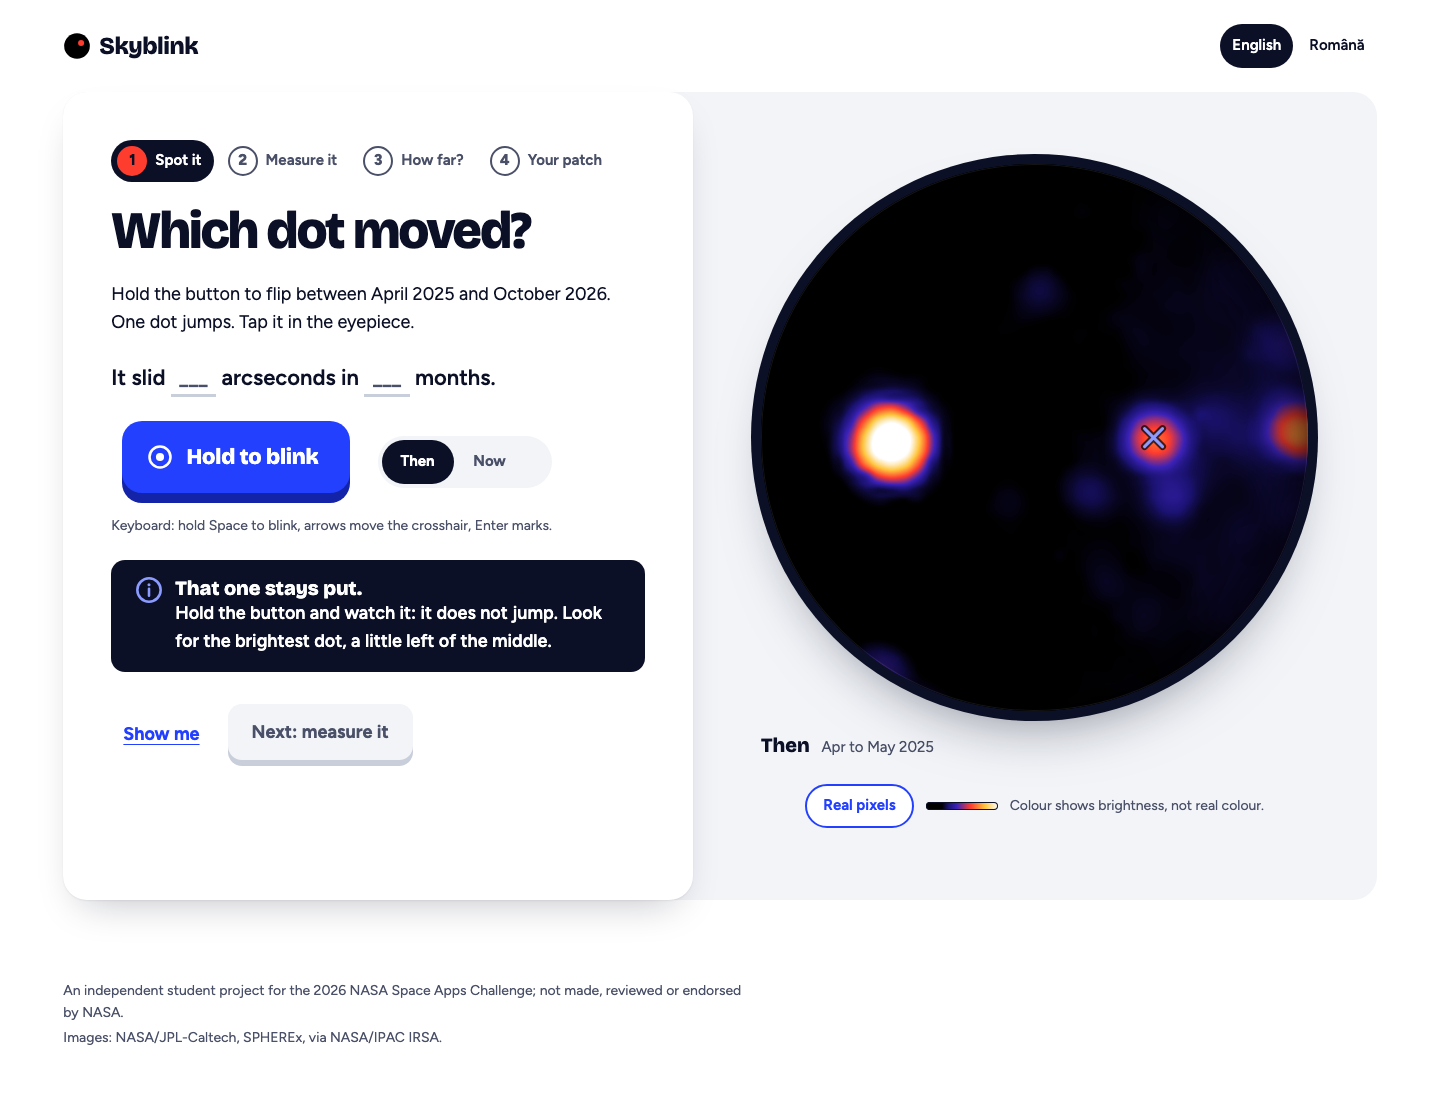 Skyblink
English Română
1 Spot it 2 Measure it 3 How far? 4 Your patch
Which dot moved?
Hold the button to flip between April 2025 and October 2026.
One dot jumps. Tap it in the eyepiece.
It slid ___ arcseconds in ___ months.
Hold to blink Then Now
Keyboard: hold Space to blink, arrows move the crosshair, Enter marks.
That one stays put.
Hold the button and watch it: it does not jump. Look
for the brightest dot, a little left of the middle.
Show me Next: measure it
Then Apr to May 2025
Real pixels Colour shows brightness, not real colour.
An independent student project for the 2026 NASA Space Apps Challenge; not made, reviewed or endorsed
by NASA.
Images: NASA/JPL-Caltech, SPHEREx, via NASA/IPAC IRSA.